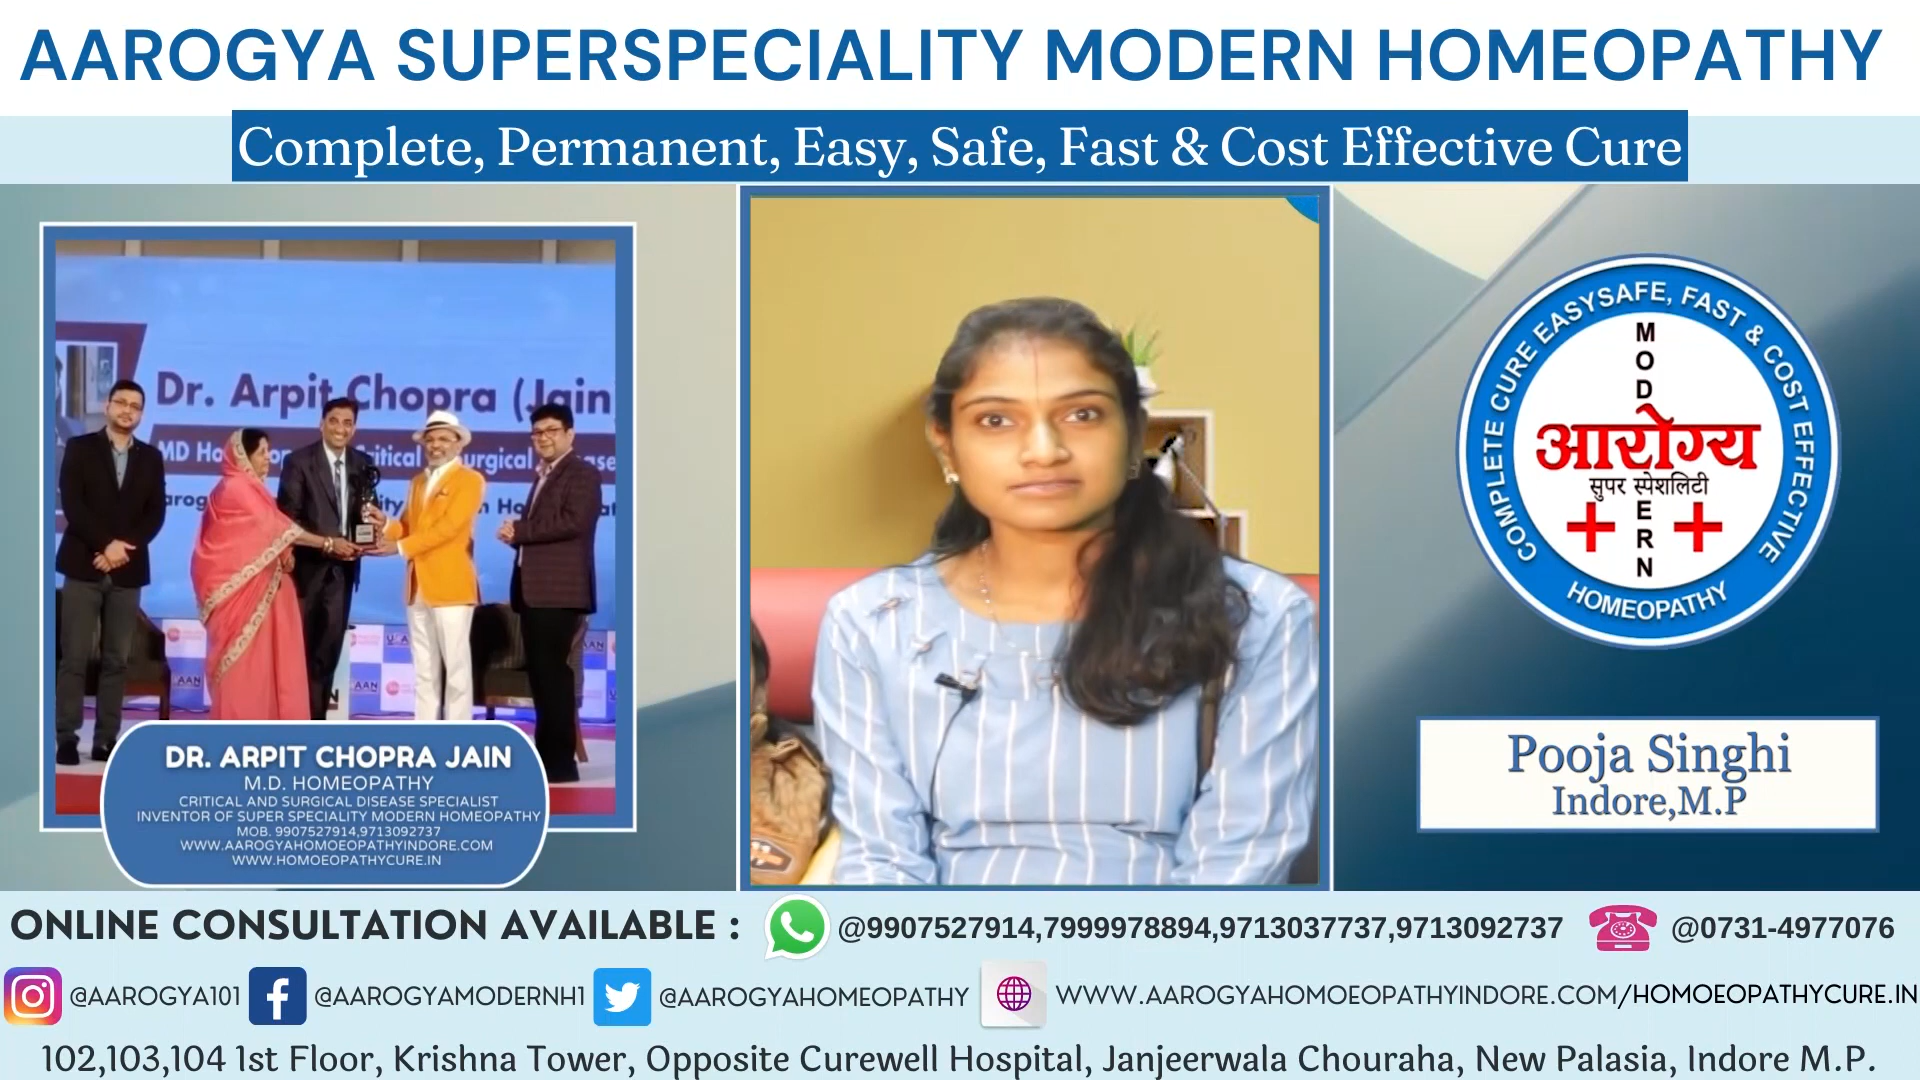 AAROGYA SUPERSPECIALITY MODERN HOMEOPATHY
Complete, Permanent, Easy, Safe, Fast & Cost Effective Cure
Dr. Arpit Chopra (Jain
MD
DR. ARPIT CHOPRA JAIN
M.D. HOMEOPATHY
CRITICAL AND SURGICAL DISEASE SPECIALIST
INVENTOR OF SUPER SPECIALITY MODERN HOMEOPATHY
MOB. 9907527914,9713092737
WWW.AAROGYAHOMOEOPATHYINDORE.COM
WWW.HOMOEOPATHYCURE.IN
COMPLETE CURE EASYSAFE, FAST & COST EFFECTIVE
MODERN
आरोग्य
सुपर स्पेशलिटी
HOMEOPATHY
Pooja Singhi
Indore,M.P
ONLINE CONSULTATION AVAILABLE : @9907527914,7999978894,9713037737,9713092737 @0731-4977076
@AAROGYA101 @AAROGYAMODERNH1 @AAROGYAHOMEOPATHY WWW.AAROGYAHOMOEOPATHYINDORE.COM/HOMOEOPATHYCURE.IN
102,103,104 1st Floor, Krishna Tower, Opposite Curewell Hospital, Janjeerwala Chouraha, New Palasia, Indore M.P.